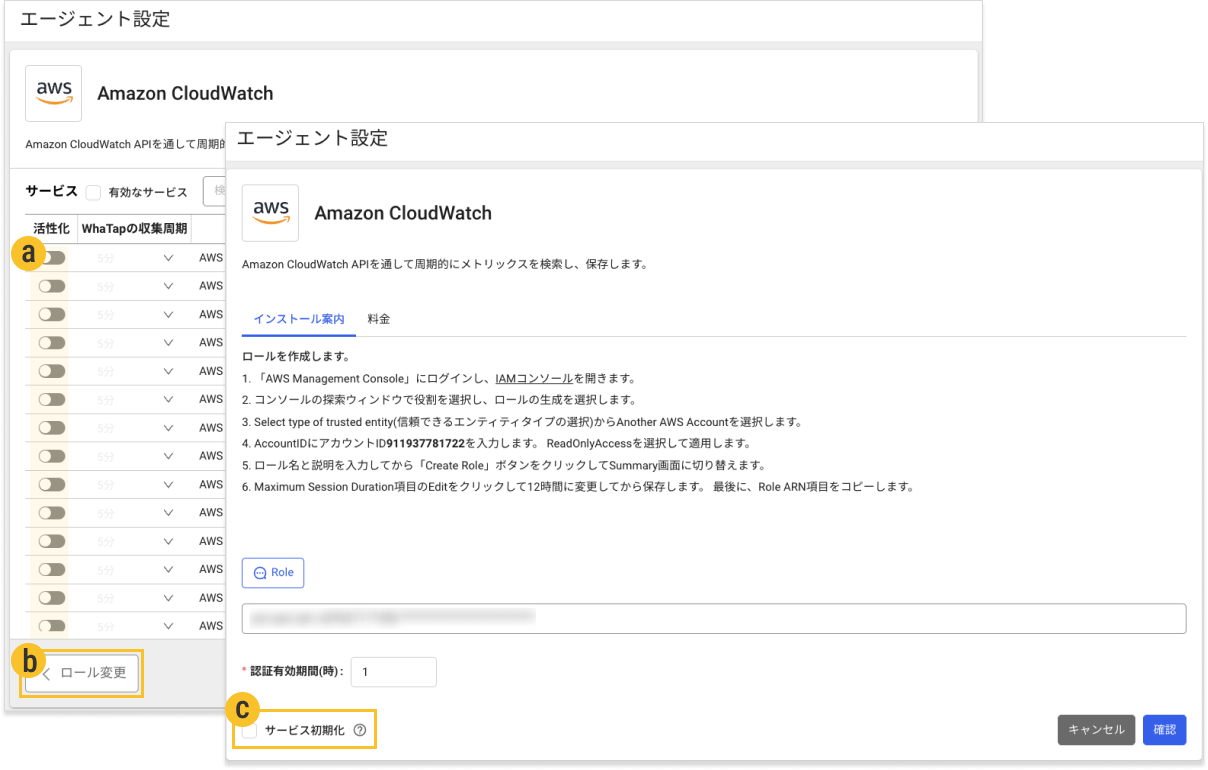 エージェント設定
aws
Amazon CloudWatch
Amazon CloudWatch APIを通して周期的
サービス 有効なサービス 検
活性化 WhaTapの収集周期
a 5分 AWS
5分 AWS
5分 AWS
5分 AWS
5分 AWS
5分 AWS
5分 AWS
5分 AWS
5分 AWS
5分 AWS
5分 AWS
5分 AWS
5分 AWS
5分 AWS
b ロール変更
エージェント設定
aws
Amazon CloudWatch
Amazon CloudWatch APIを通して周期的にメトリックスを検索し、保存します。
インストール案内 料金
ロールを作成します。
1. 「AWS Management Console」にログインし、IAMコンソールを開きます。
2. コンソールの探索ウィンドウで役割を選択し、ロールの生成を選択します。
3. Select type of trusted entity(信頼できるエンティティタイプの選択)からAnother AWS Accountを選択します。
4. AccountIDにアカウントID911937781722を入力します。 ReadOnlyAccessを選択して適用します。
5. ロール名と説明を入力してから「Create Role」ボタンをクリックしてSummary画面に切り替えます。
6. Maximum Session Duration項目のEditをクリックして12時間に変更してから保存します。 最後に、Role ARN項目をコピーします。
Role
* 認証有効期間(時): 1
c サービス初期化
キャンセル 確認